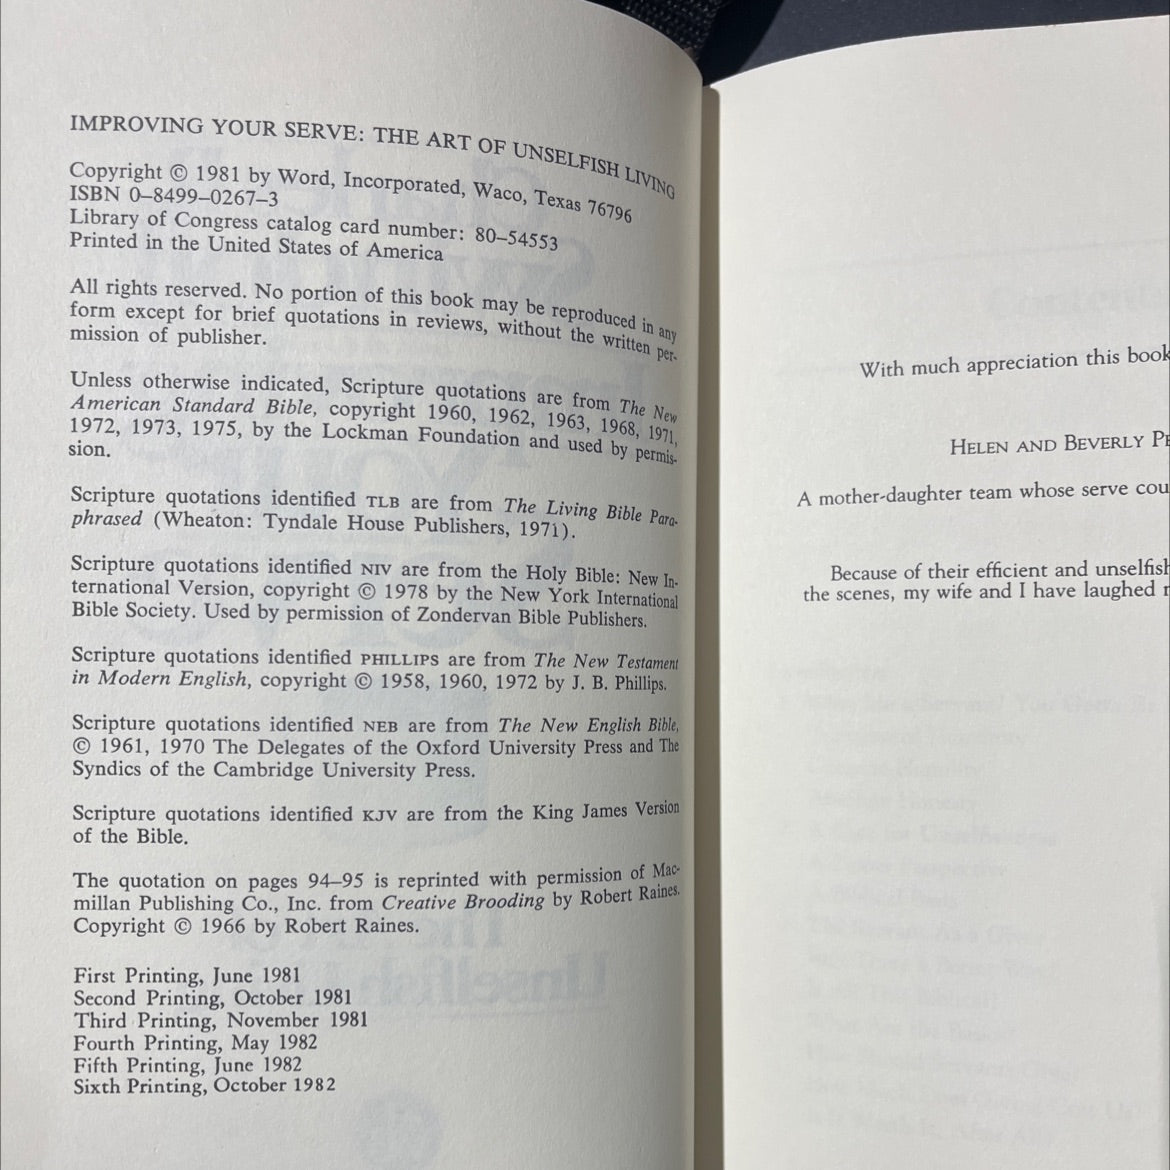 IMPROVING YOUR SERVE: THE ART OF UNSELFISH LIVING
Copyright © 1981 by Word, Incorporated, Waco, Texas 76796
ISBN 0–8499–0267–3
Library of Congress catalog card number: 80–54553
Printed in the United States of America
All rights reserved. No portion of this book may be reproduced in any
form except for brief quotations in reviews, without the written per-
mission of publisher.
Unless otherwise indicated, Scripture quotations are from The New
American Standard Bible, copyright 1960, 1962, 1963, 1968, 1971,
1972, 1973, 1975, by the Lockman Foundation and used by permis-
sion.
Scripture quotations identified TLB are from The Living Bible Para-
phrased (Wheaton: Tyndale House Publishers, 1971).
Scripture quotations identified NIV are from the Holy Bible: New In-
ternational Version, copyright © 1978 by the New York International
Bible Society. Used by permission of Zondervan Bible Publishers.
Scripture quotations identified PHILLIPS are from The New Testament
in Modern English, copyright © 1958, 1960, 1972 by J. B. Phillips.
Scripture quotations identified NEB are from The New English Bible,
© 1961, 1970 The Delegates of the Oxford University Press and The
Syndics of the Cambridge University Press.
Scripture quotations identified KJV are from the King James Version
of the Bible.
The quotation on pages 94–95 is reprinted with permission of Mac-
millan Publishing Co., Inc. from Creative Brooding by Robert Raines.
Copyright © 1966 by Robert Raines.
First Printing, June 1981
Second Printing, October 1981
Third Printing, November 1981
Fourth Printing, May 1982
Fifth Printing, June 1982
Sixth Printing, October 1982
With much appreciation this book
HELEN AND BEVERLY PE
A mother-daughter team whose serve cou
Because of their efficient and unselfish
the scenes, my wife and I have laughed